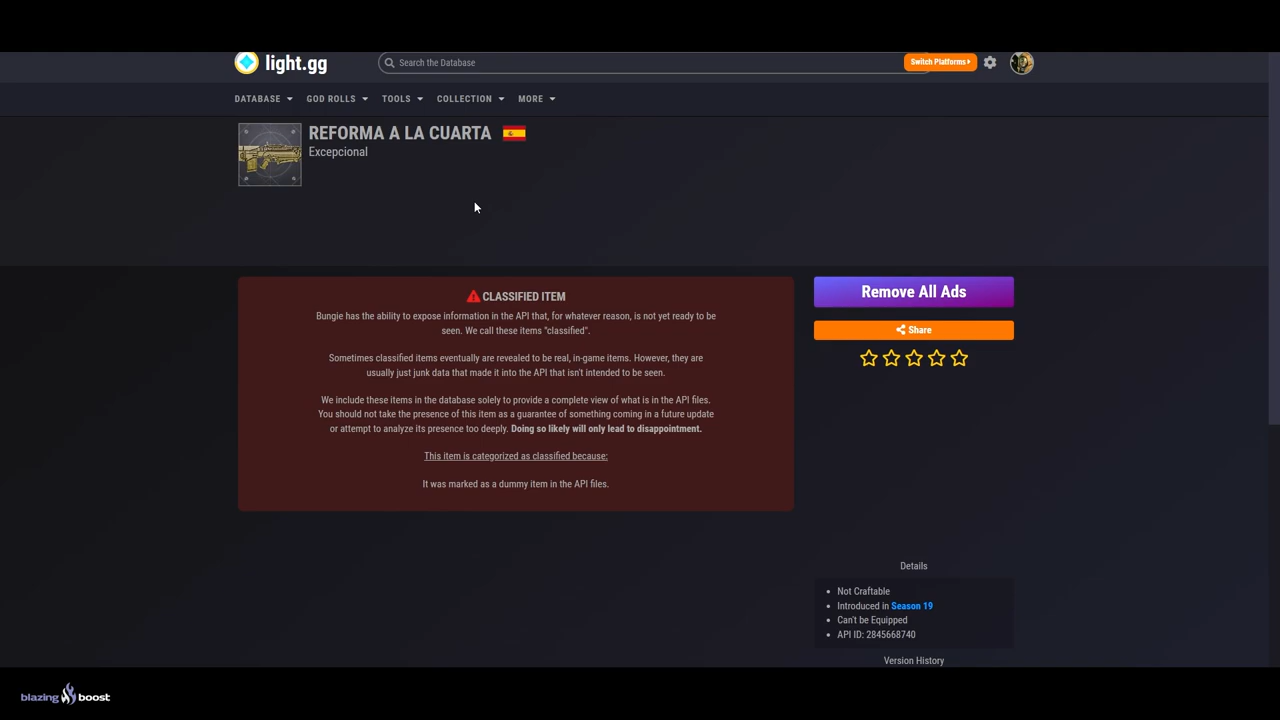 light.gg
Search the Database
Switch Platforms
DATABASE
GOD ROLLS
TOOLS
COLLECTION
MORE
REFORMA A LA CUARTA
Excepcional
CLASSIFIED ITEM
Bungie has the ability to expose information in the API that, for whatever reason, is not yet ready to be
seen. We call these items "classified".
Sometimes classified items eventually are revealed to be real, in-game items. However, they are
usually just junk data that made it into the API that isn't intended to be seen.
We include these items in the database solely to provide a complete view of what is in the API files.
You should not take the presence of this item as a guarantee of something coming in a future update
or attempt to analyze its presence too deeply. Doing so likely will only lead to disappointment.
This item is categorized as classified because:
It was marked as a dummy item in the API files.
Remove All Ads
Share
Details
Not Craftable
Introduced in Season 19
Can't be Equipped
API ID: 2845668740
Version History
blazing boost